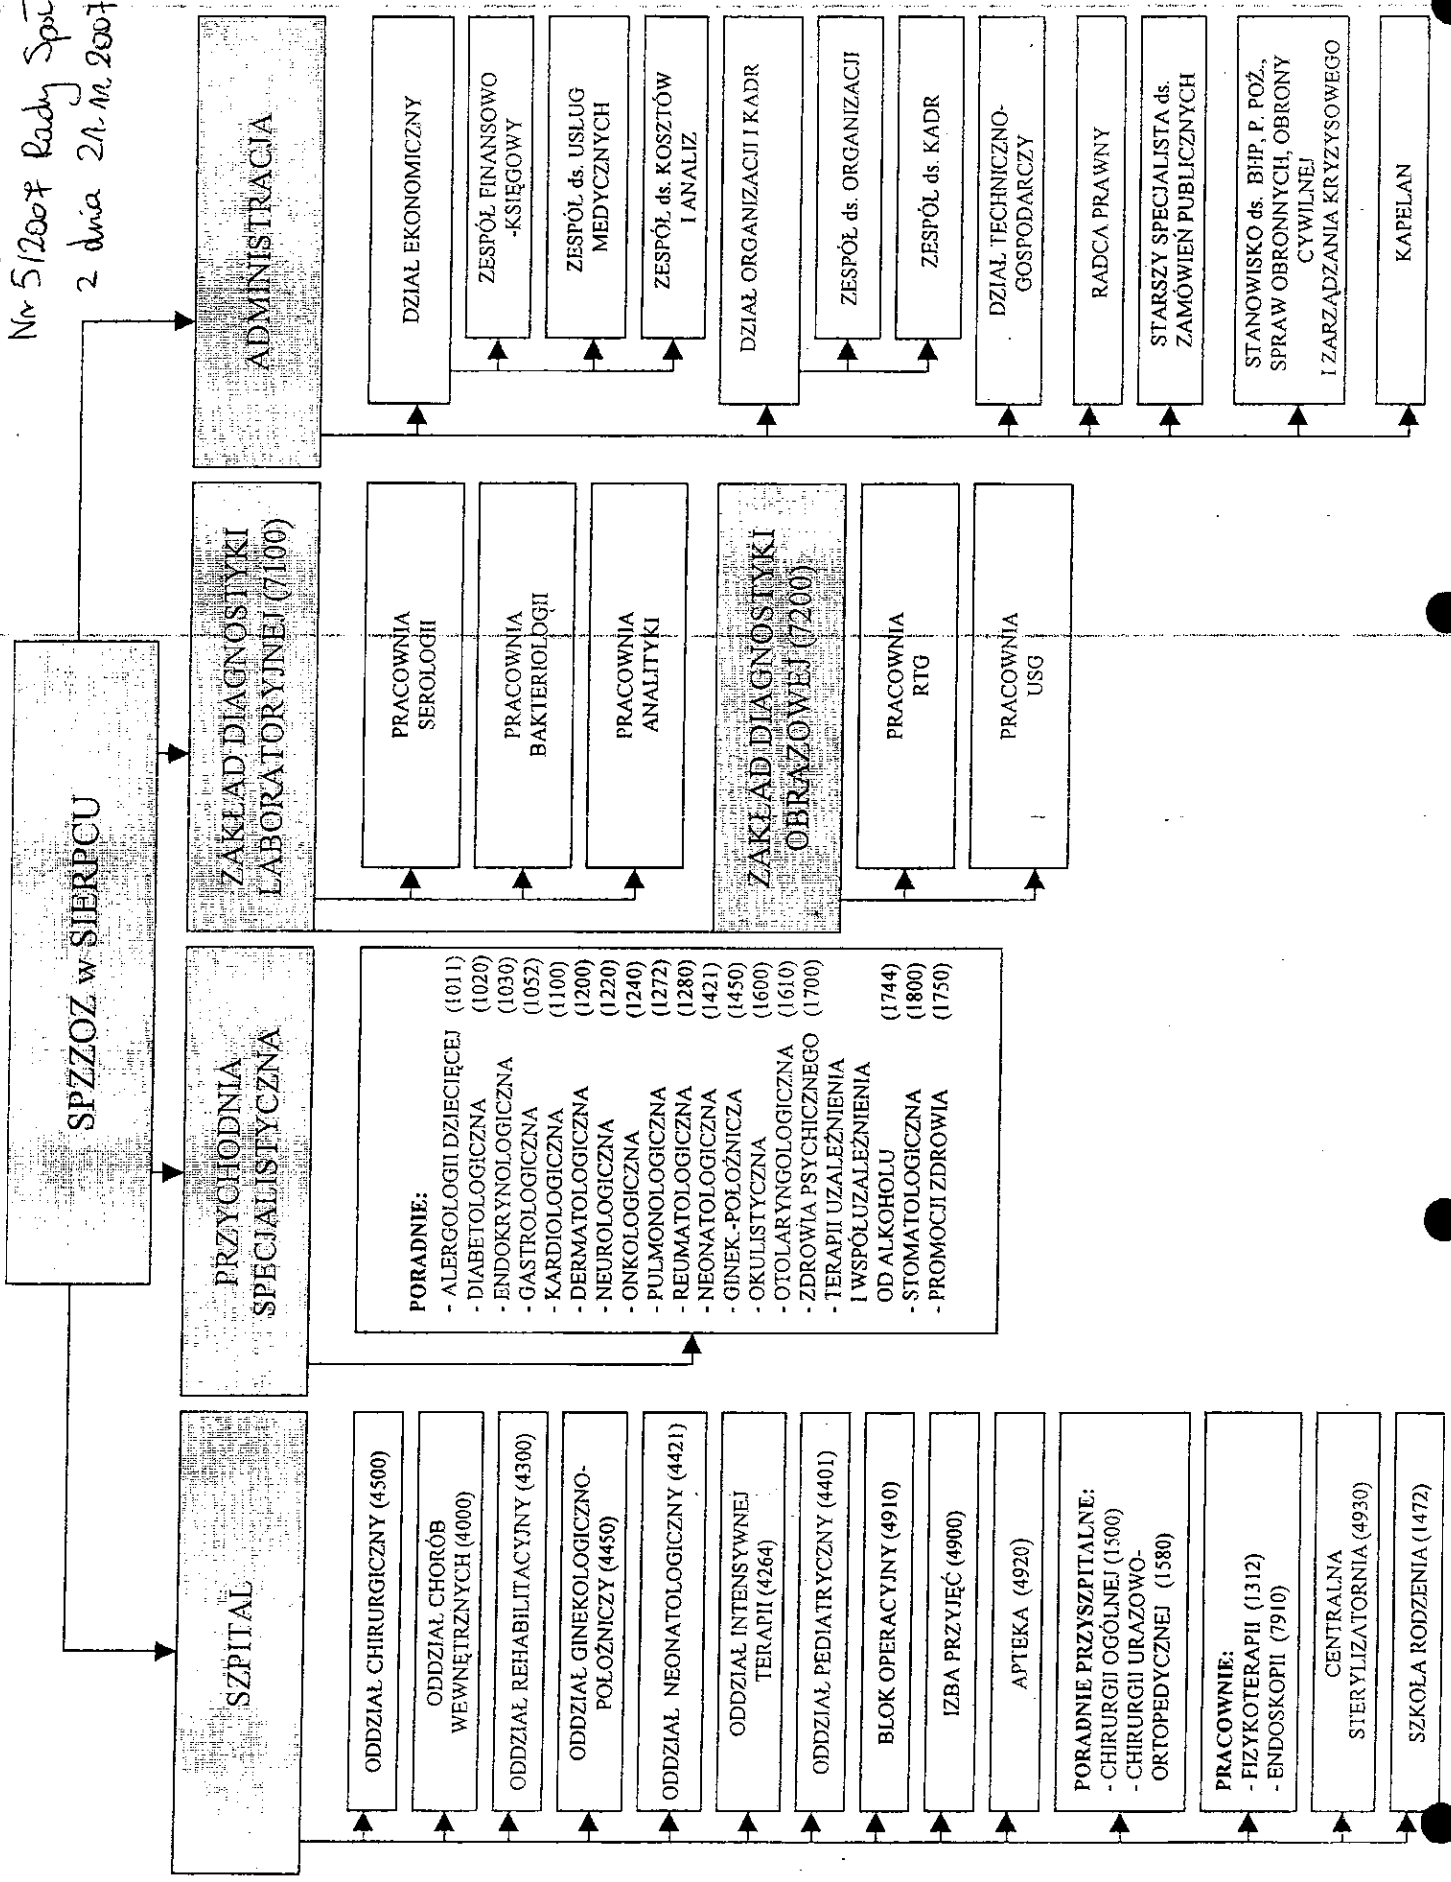 Nr 5/2007 Rady
2 dnia 21.11.2007
SPZZOZ w SIERPCU
SZPITAL
ODDZIAŁ CHIRURGICZNY (4500)
ODDZIAŁ CHORÓB
WEWNĘTRZNYCH (4000)
ODDZIAŁ REHABILITACYJNY (4300)
ODDZIAŁ GINEKOLOGICZNO-
POŁOŻNICZY (4450)
ODDZIAŁ NEONATOLOGICZNY (4421)
ODDZIAŁ INTENSYWNEJ
TERAPII (4264)
ODDZIAŁ PEDIATRYCZNY (4401)
BLOK OPERACYJNY (4910)
IZBA PRZYJĘĆ (4900)
APTEKA (4920)
PORADNIE PRZYSZPITALNE:
- CHIRURGII OGÓLNEJ (1500)
- CHIRURGII URAZOWO-
ORTOPEDYCZNEJ (1580)
PRACOWNIE:
- FIZYKOTERAPII (1312)
- ENDOSKOPII (7910)
CENTRALNA
STERYLIZATORNIA (4930)
SZKOŁA RODZENIA (1472)
PRZYCHODNIA
SPECJALISTYCZNA
PORADNIE:
- ALERGOLOGII DZIECIĘCEJ (1011)
- DIABETOLOGICZNA (1020)
- ENDOKRYNOLOGICZNA (1030)
- GASTROLOGICZNA (1052)
- KARDIOLOGICZNA (1100)
- DERMATOLOGICZNA (1200)
- NEUROLOGICZNA (1220)
- ONKOLOGICZNA (1240)
- PULMONOLOGICZNA (1272)
- REUMATOLOGICZNA (1280)
- NEONATOLOGICZNA (1421)
- GINEK.-POŁOŻNICZA (1450)
- OKULISTYCZNA (1600)
- OTOLARYNGOLOGICZNA (1610)
- ZDROWIA PSYCHICZNEGO (1700)
- TERAPII UZALEŻNIENIA
I WSPÓŁUZALEŻNIENIA
OD ALKOHOLU (1744)
- STOMATOLOGICZNA (1800)
- PROMOCJI ZDROWIA (1750)
ZAKŁAD DIAGNOSTYKI
LABORATORYJNEJ (7100)
PRACOWNIA
SEROLOGII
PRACOWNIA
BAKTERIOLOGII
PRACOWNIA
ANALITYKI
ZAKŁAD DIAGNOSTYKI
OBRAZOWEJ (7200)
PRACOWNIA
RTG
PRACOWNIA
USG
ADMINISTRACJA
DZIAŁ EKONOMICZNY
ZESPÓŁ FINANSOWO
-KSIĘGOWY
ZESPÓŁ ds. USŁUG
MEDYCZNYCH
ZESPÓŁ ds. KOSZTÓW
I ANALIZ
DZIAŁ ORGANIZACJI I KADR
ZESPÓŁ ds. ORGANIZACJI
ZESPÓŁ ds. KADR
DZIAŁ TECHNICZNO-
GOSPODARCZY
RADCA PRAWNY
STARSZY SPECJALISTA ds.
ZAMÓWIEŃ PUBLICZNYCH
STANOWISKO ds. BHP, P. POŻ.,
SPRAW OBRONNYCH, OBRONY
CYWILNEJ
I ZARZĄDZANIA KRYZYSOWEGO
KAPELAN